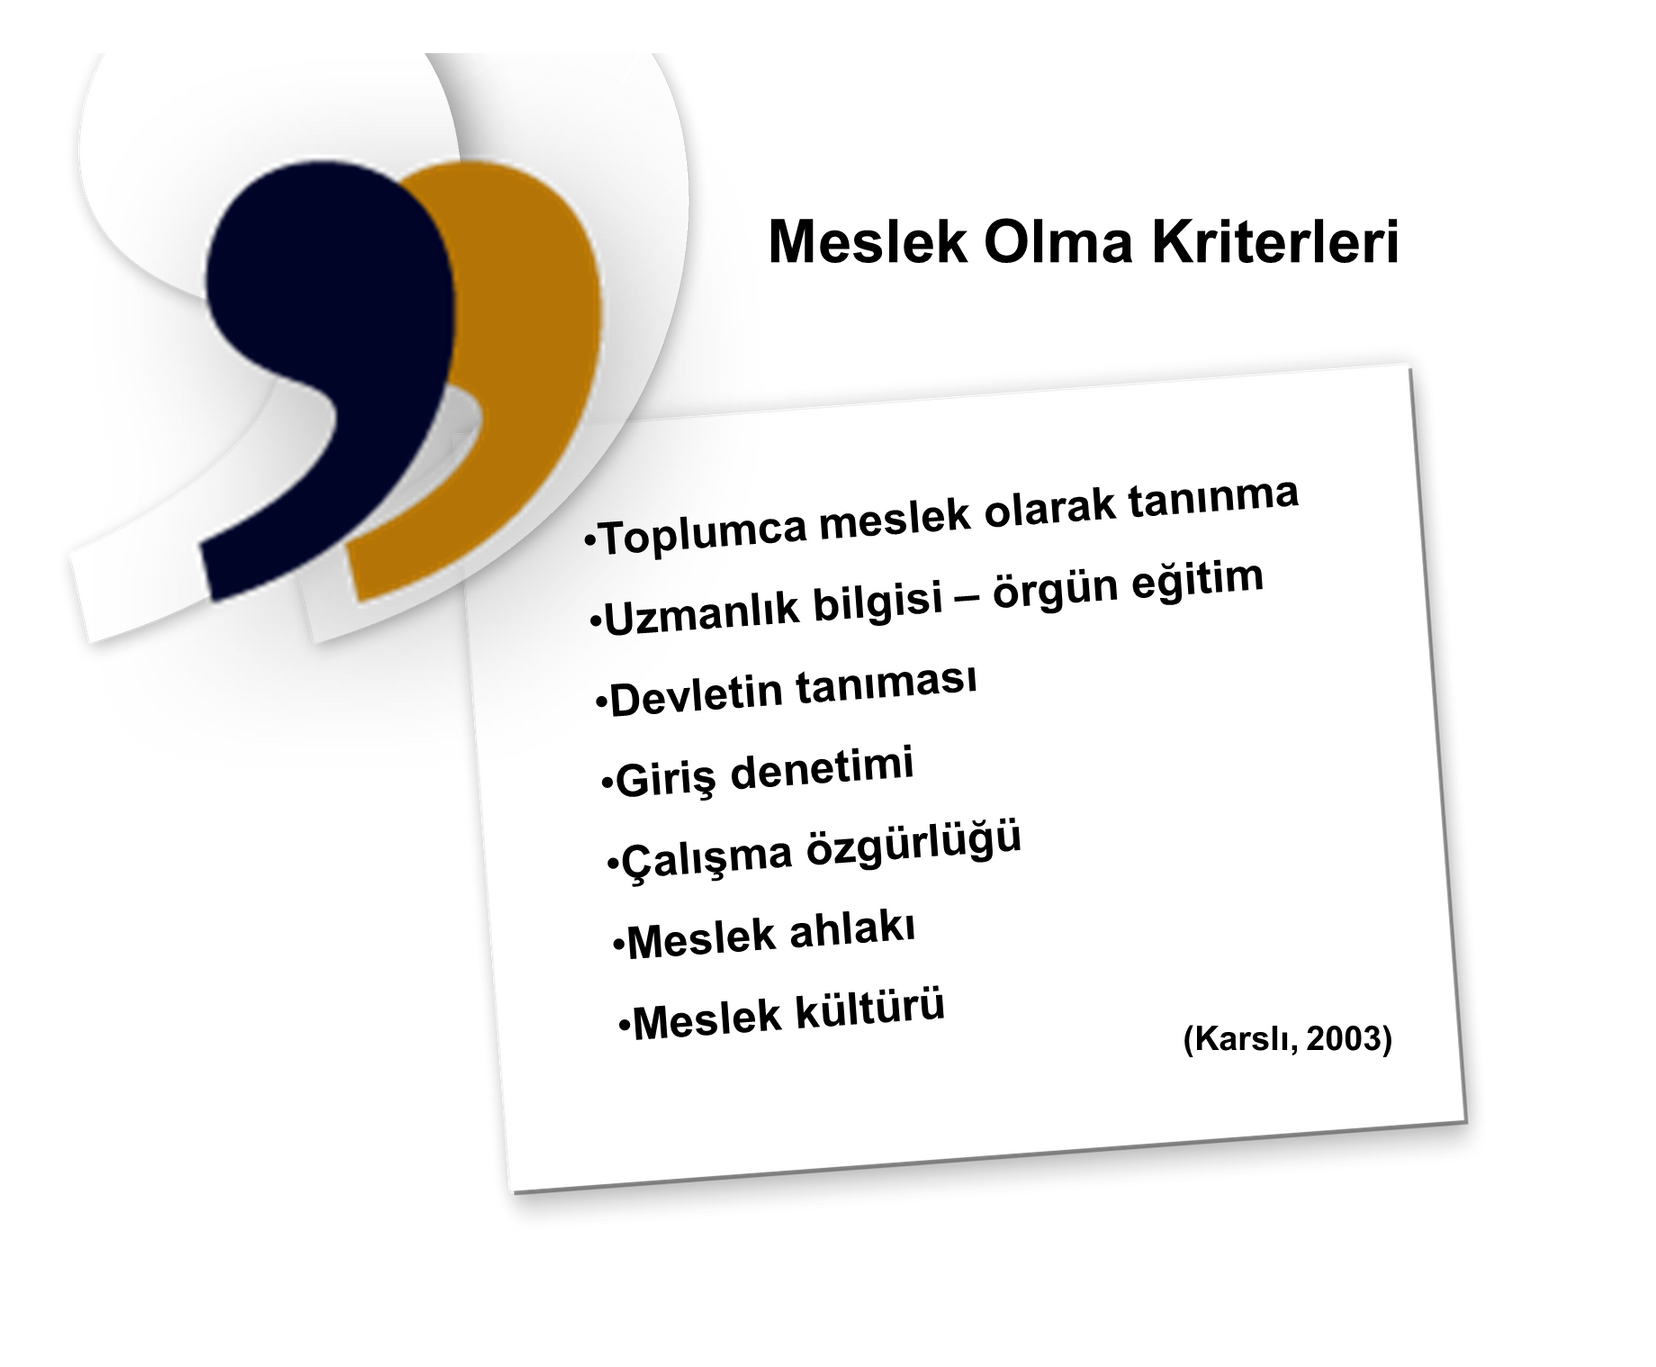 Meslek Olma Kriterleri
•Toplumca meslek olarak tanınma
•Uzmanlık bilgisi – örgün eğitim
•Devletin tanıması
•Giriş denetimi
•Çalışma özgürlüğü
•Meslek ahlakı
•Meslek kültürü
(Karslı, 2003)